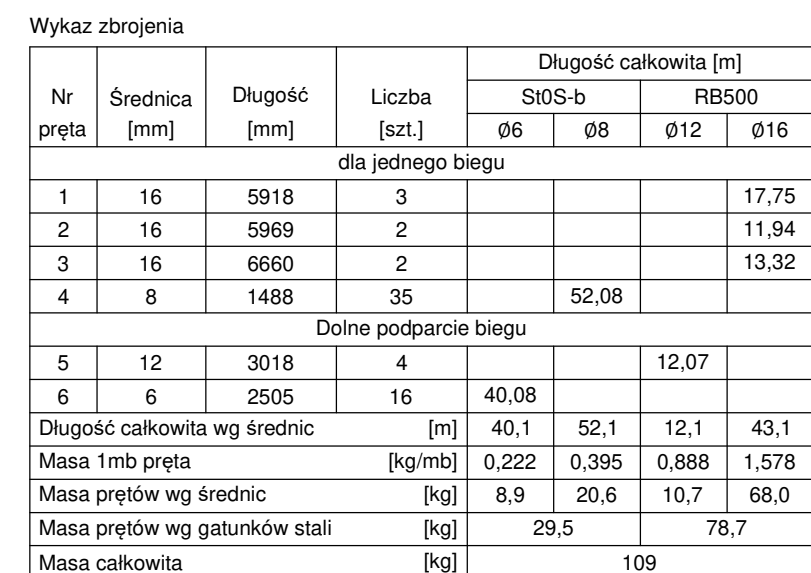 Wykaz zbrojenia
Nr pręta Średnica [mm] Długość [mm] Liczba [szt.] Długość całkowita [m]
St0S-b RB500
Ø6 Ø8 Ø12 Ø16
dla jednego biegu
1 16 5918 3 17,75
2 16 5969 2 11,94
3 16 6660 2 13,32
4 8 1488 35 52,08
Dolne podparcie biegu
5 12 3018 4 12,07
6 6 2505 16 40,08
Długość całkowita wg średnic [m] 40,1 52,1 12,1 43,1
Masa 1mb pręta [kg/mb] 0,222 0,395 0,888 1,578
Masa prętów wg średnic [kg] 8,9 20,6 10,7 68,0
Masa prętów wg gatunków stali [kg] 29,5 78,7
Masa całkowita [kg] 109